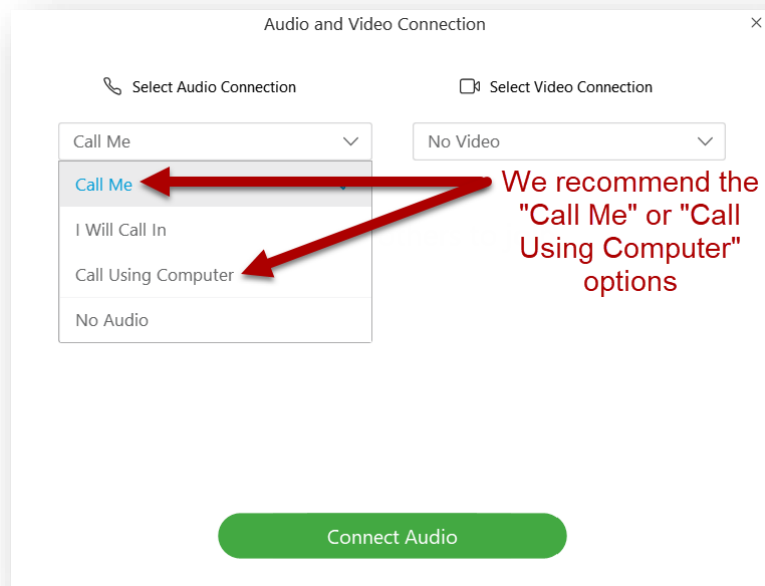 Audio and Video Connection
Select Audio Connection
Select Video Connection
Call Me
No Video
Call Me
I Will Call In
Call Using Computer
No Audio
We recommend the
"Call Me" or "Call
Using Computer"
options
Connect Audio